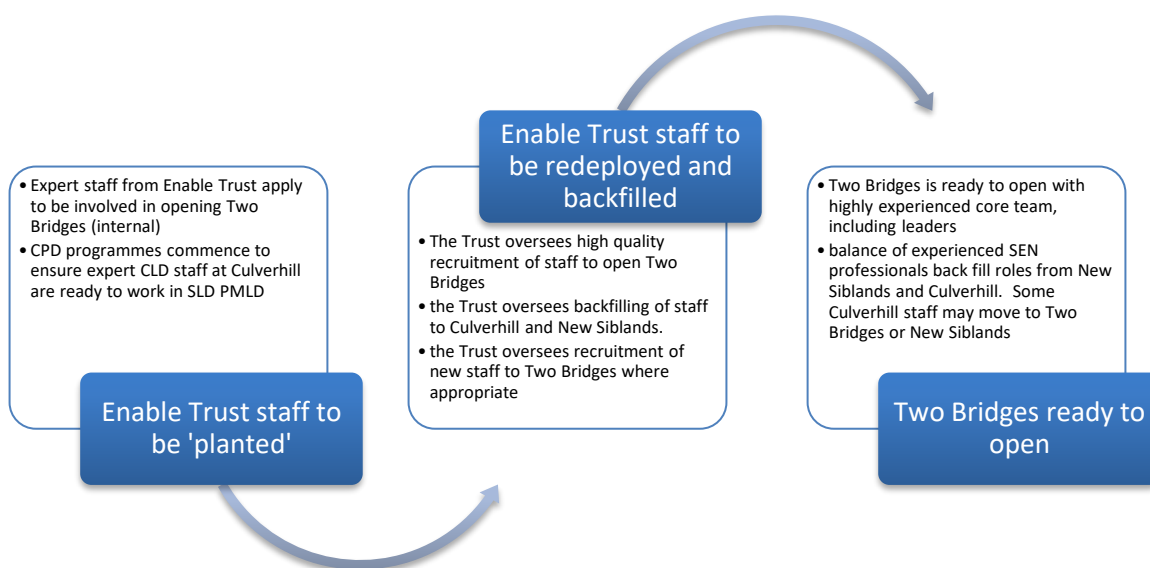 • Expert staff from Enable Trust apply
to be involved in opening Two
Bridges (internal)
• CPD programmes commence to
ensure expert CLD staff at Culverhill
are ready to work in SLD PMLD
Enable Trust staff to
be 'planted'
Enable Trust staff to
be redeployed and
backfilled
• The Trust oversees high quality
recruitment of staff to open Two
Bridges
• the Trust oversees backfilling of staff
to Culverhill and New Siblands.
• the Trust oversees recruitment of
new staff to Two Bridges where
appropriate
• Two Bridges is ready to open with
highly experienced core team,
including leaders
• balance of experienced SEN
professionals back fill roles from New
Siblands and Culverhill.  Some
Culverhill staff may move to Two
Bridges or New Siblands
Two Bridges ready to
open